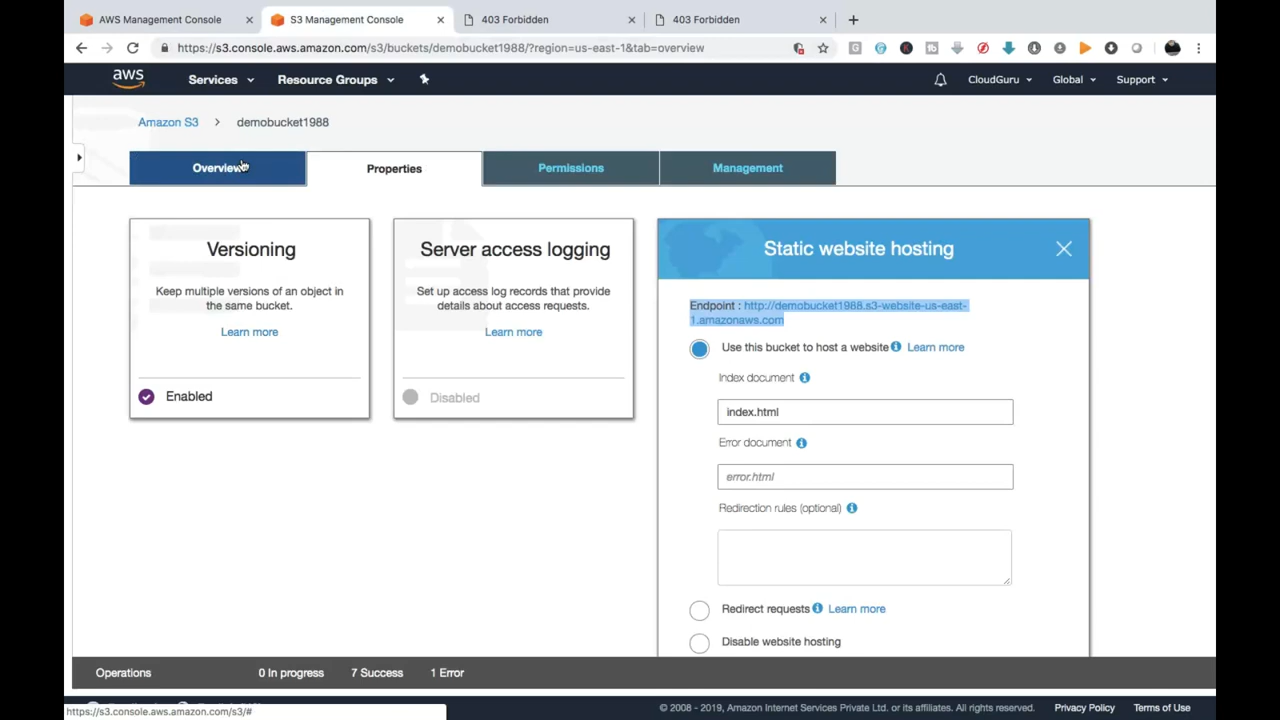 AWS Management Console
S3 Management Console
403 Forbidden
403 Forbidden
https://s3.console.aws.amazon.com/s3/buckets/demobucket1988/?region=us-east-1&tab=overview
aws
Services
Resource Groups
CloudGuru
Global
Support
Amazon S3 > demobucket1988
Overview
Properties
Permissions
Management
Versioning
Keep multiple versions of an object in
the same bucket.
Learn more
Enabled
Server access logging
Set up access log records that provide
details about access requests.
Learn more
Disabled
Static website hosting
Endpoint : http://demobucket1988.s3-website-us-east-
1.amazonaws.com
Use this bucket to host a website Learn more
Index document
index.html
Error document
error.html
Redirection rules (optional)
Redirect requests Learn more
Disable website hosting
Operations
0 In progress
7 Success
1 Error
https://s3.console.aws.amazon.com/s3/#
© 2008 - 2019, Amazon Internet Services Private Ltd. or its affiliates. All rights reserved.
Privacy Policy
Terms of Use